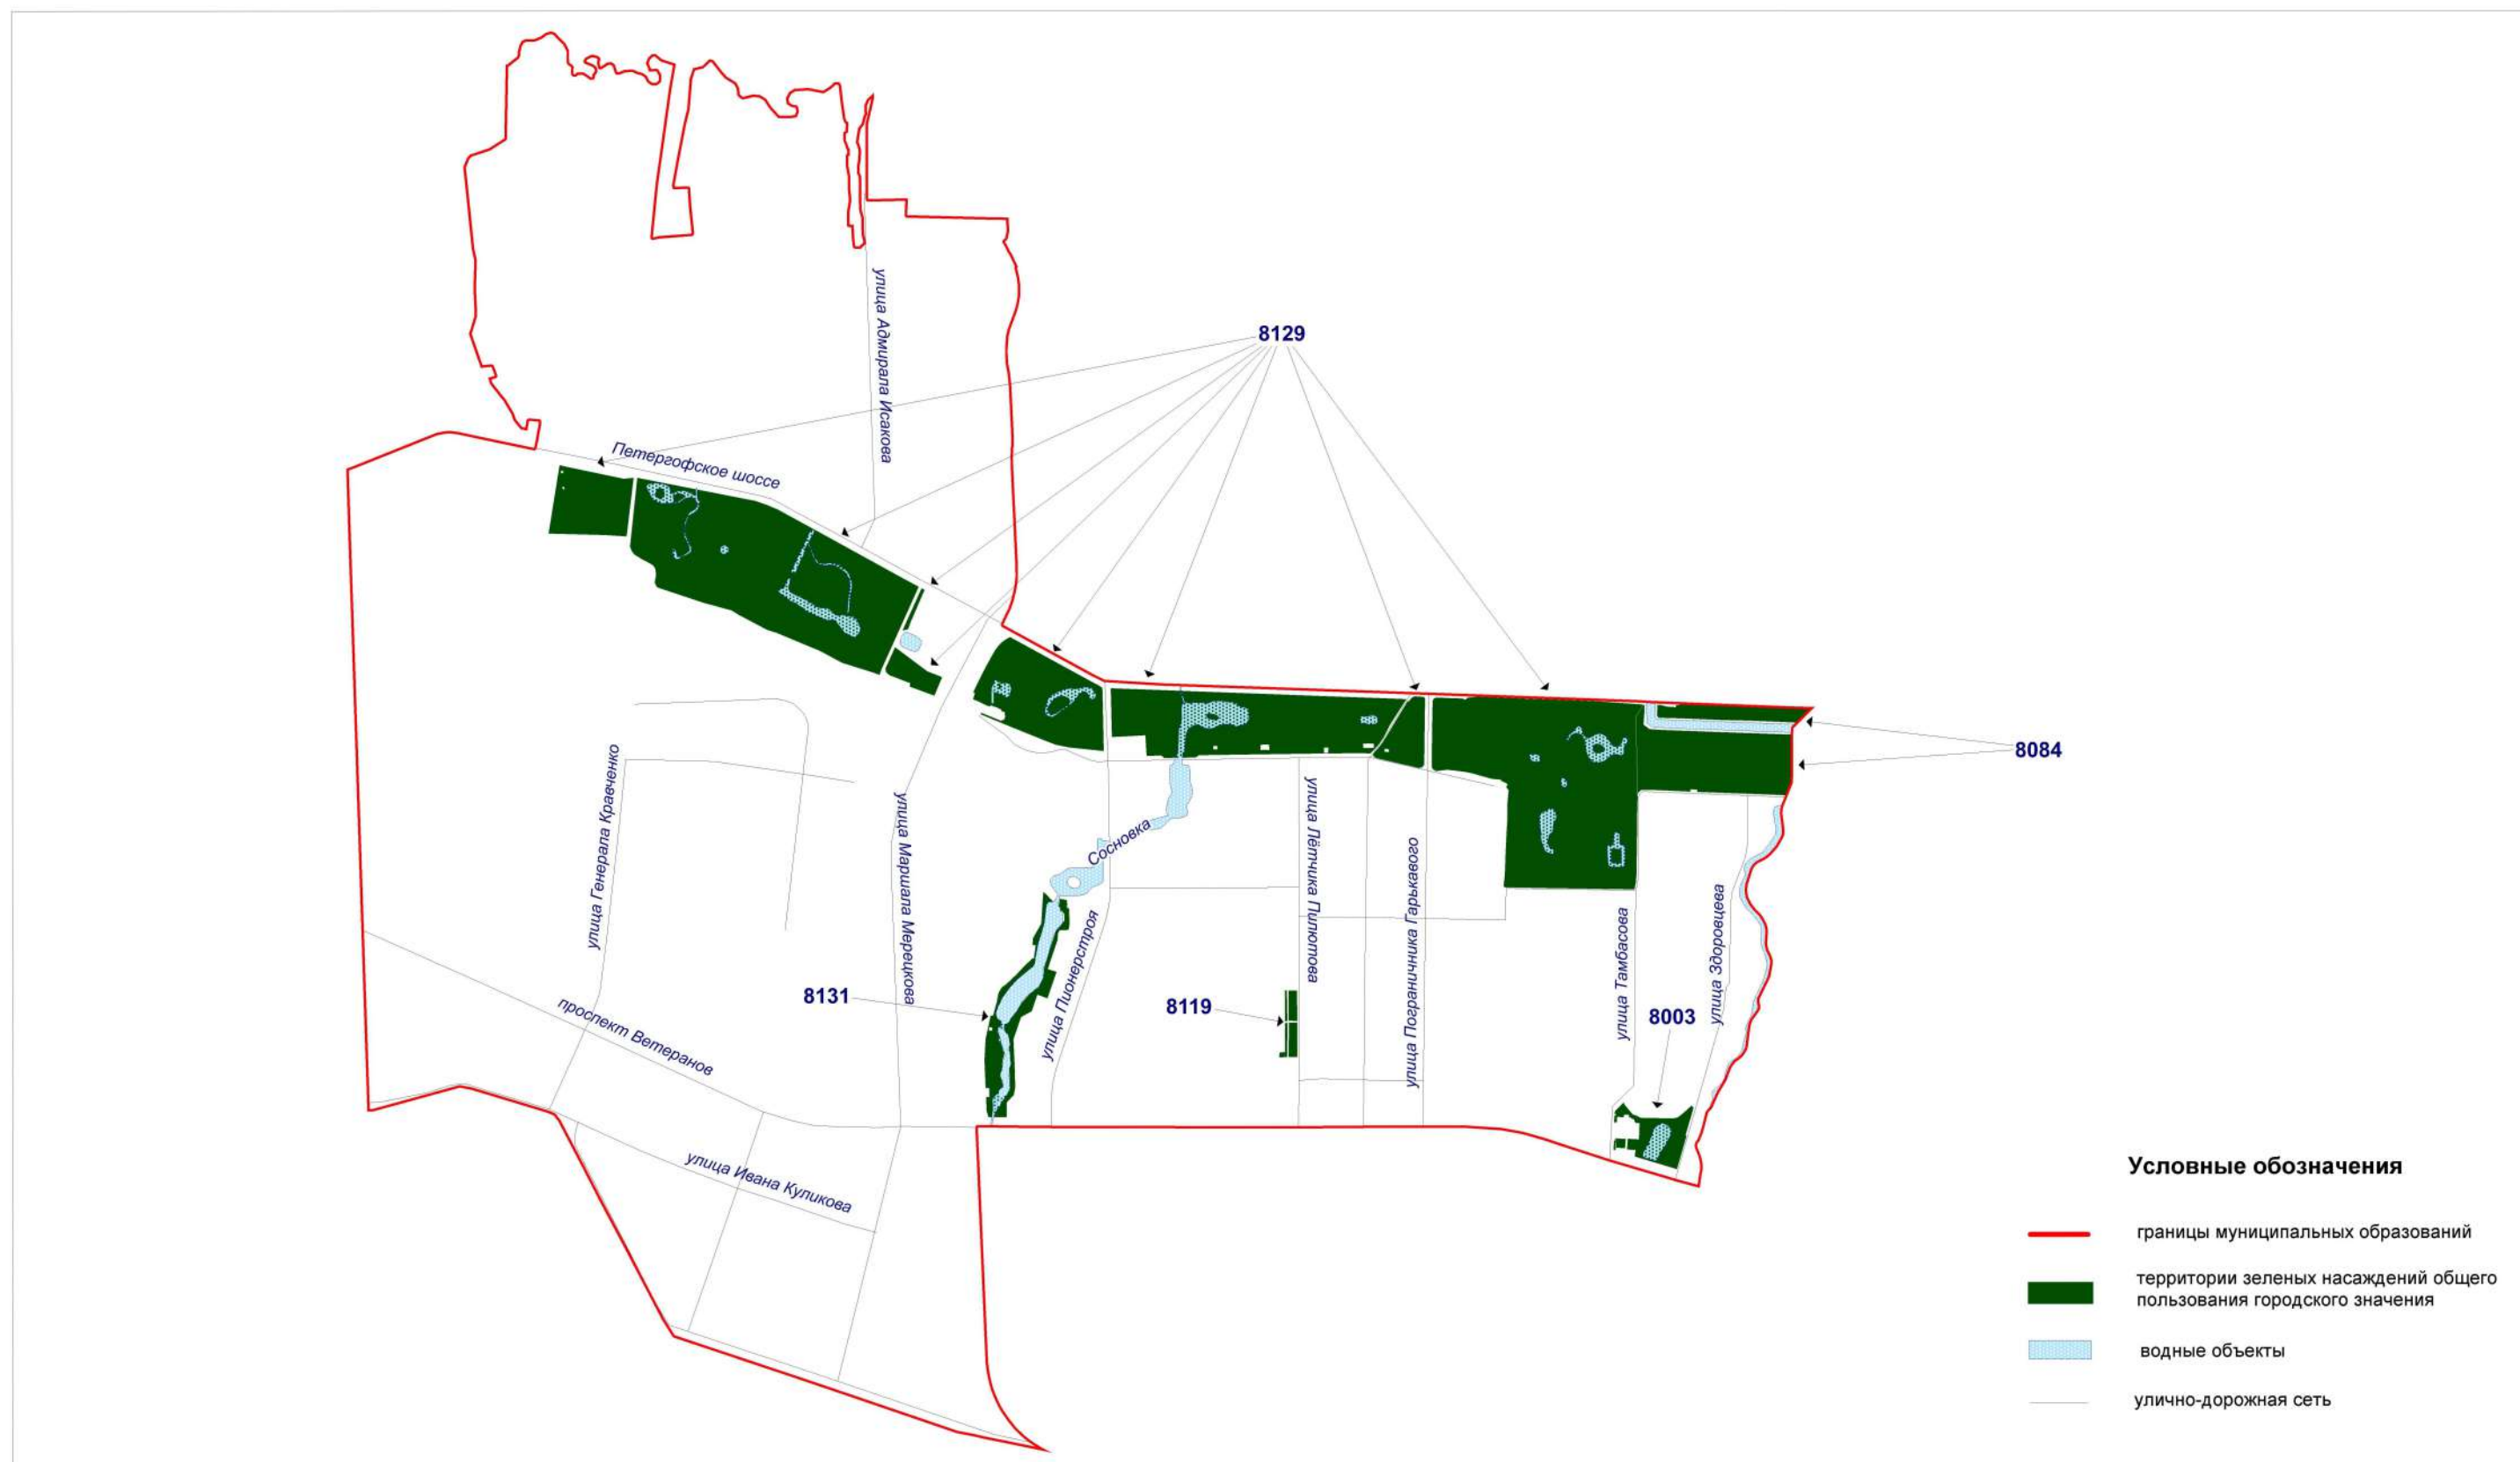 улица Адмирала Исакова
8129
Петергофское шоссе
8084
улица Генерала Кравченко
улица Маршала Мерецкова
Сосновка
улица Лётчика Пилютова
улица Пограничника Гарькавого
улица Пионерстроя
улица Тамбасова
улица Здоровцева
8131
8119
8003
проспект Ветеранов
улица Ивана Куликова
Условные обозначения
границы муниципальных образований
территории зеленых насаждений общего
пользования городского значения
водные объекты
улично-дорожная сеть